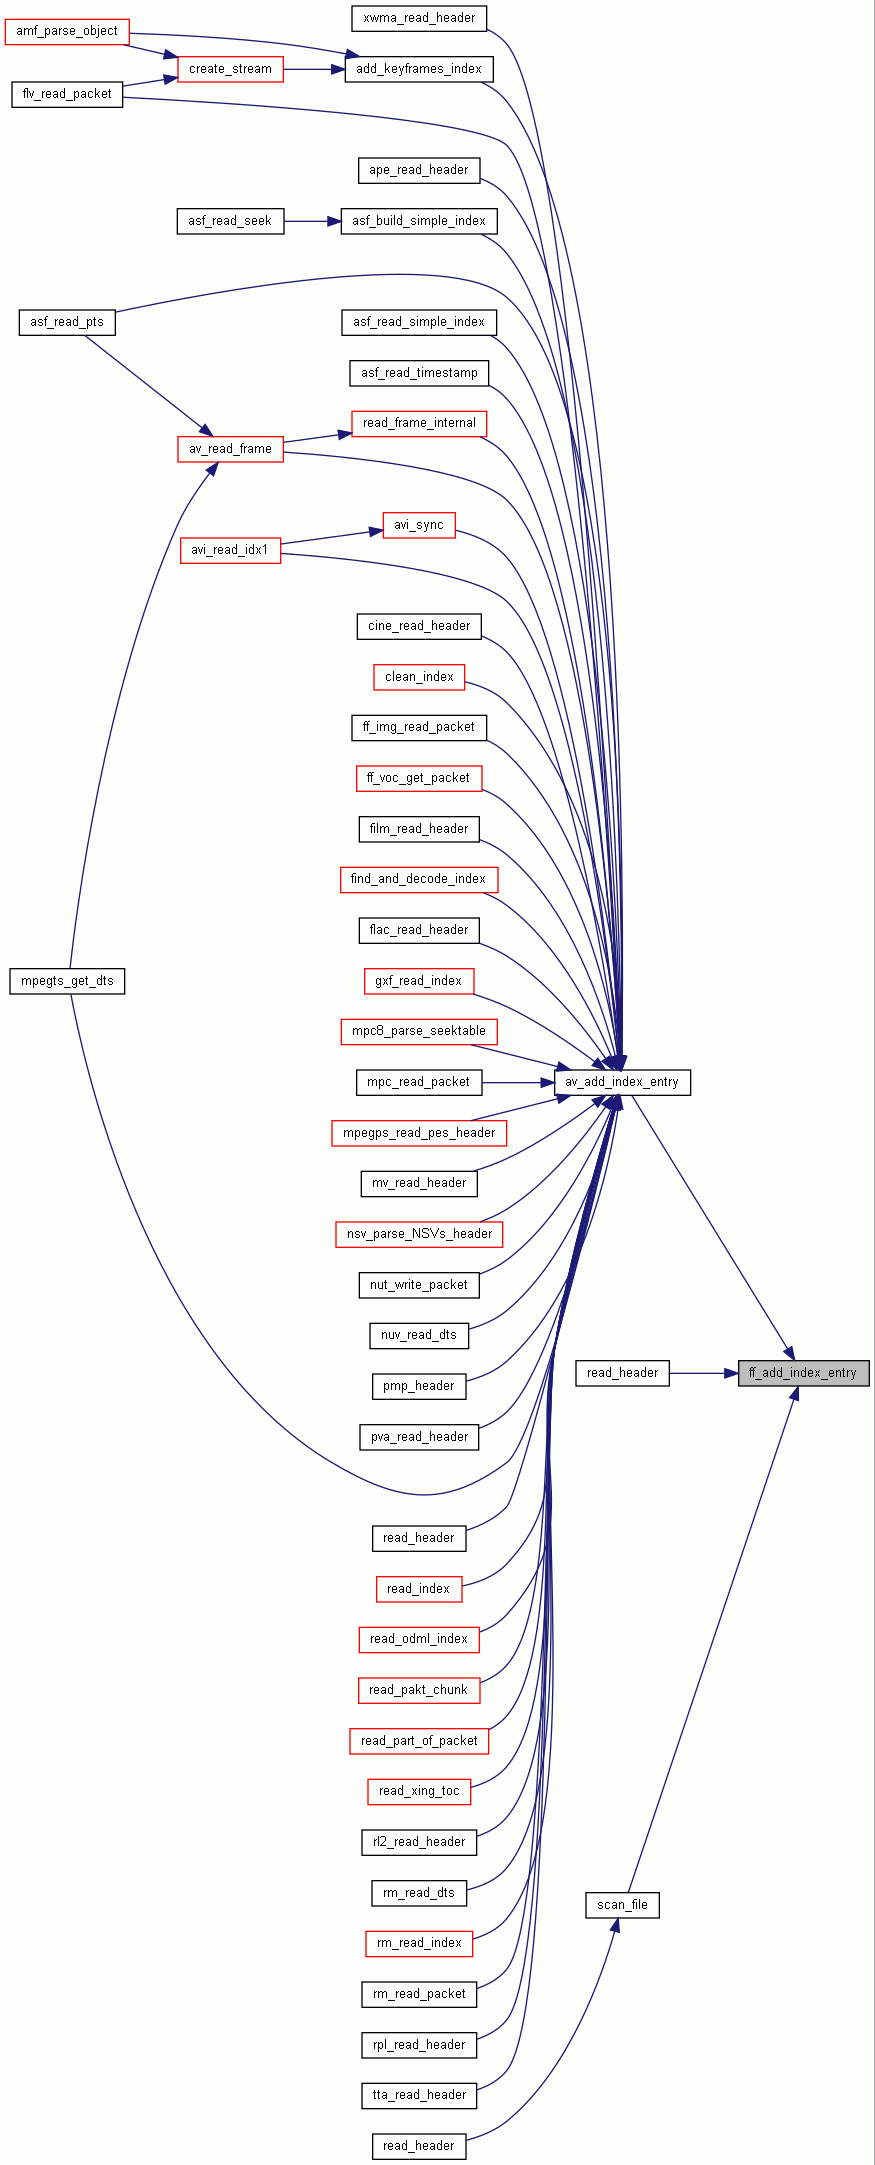 xwma_read_header
amf_parse_object
add_keyframes_index
create_stream
flv_read_packet
ape_read_header
asf_build_simple_index
asf_read_seek
asf_read_pts
asf_read_simple_index
asf_read_timestamp
read_frame_internal
av_read_frame
avi_sync
avi_read_idx1
cine_read_header
clean_index
ff_img_read_packet
ff_voc_get_packet
film_read_header
find_and_decode_index
flac_read_header
mpegts_get_dts
gxf_read_index
mpc8_parse_seektable
mpc_read_packet
av_add_index_entry
mpegps_read_pes_header
mv_read_header
nsv_parse_NSVs_header
nut_write_packet
nuv_read_dts
read_header
ff_add_index_entry
pmp_header
pva_read_header
read_header
read_index
read_odml_index
read_pakt_chunk
read_part_of_packet
read_xing_toc
rl2_read_header
rm_read_dts
scan_file
rm_read_index
rm_read_packet
rpl_read_header
tta_read_header
read_header